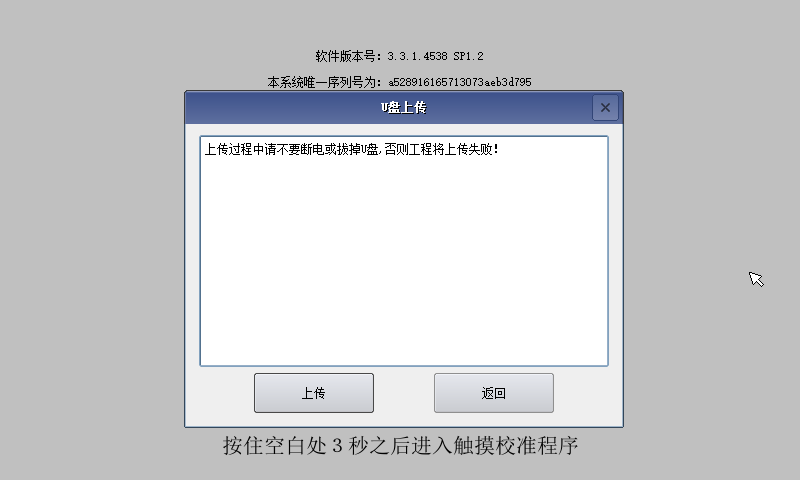 软件版本号: 3.3.1.4538 SP1.2
本系统唯一序列号为: a528916165713073aeb3d795
U盘上传
上传过程中请不要断电或拔掉U盘,否则工程将上传失败!
上传
返回
按住空白处 3 秒之后进入触摸校准程序